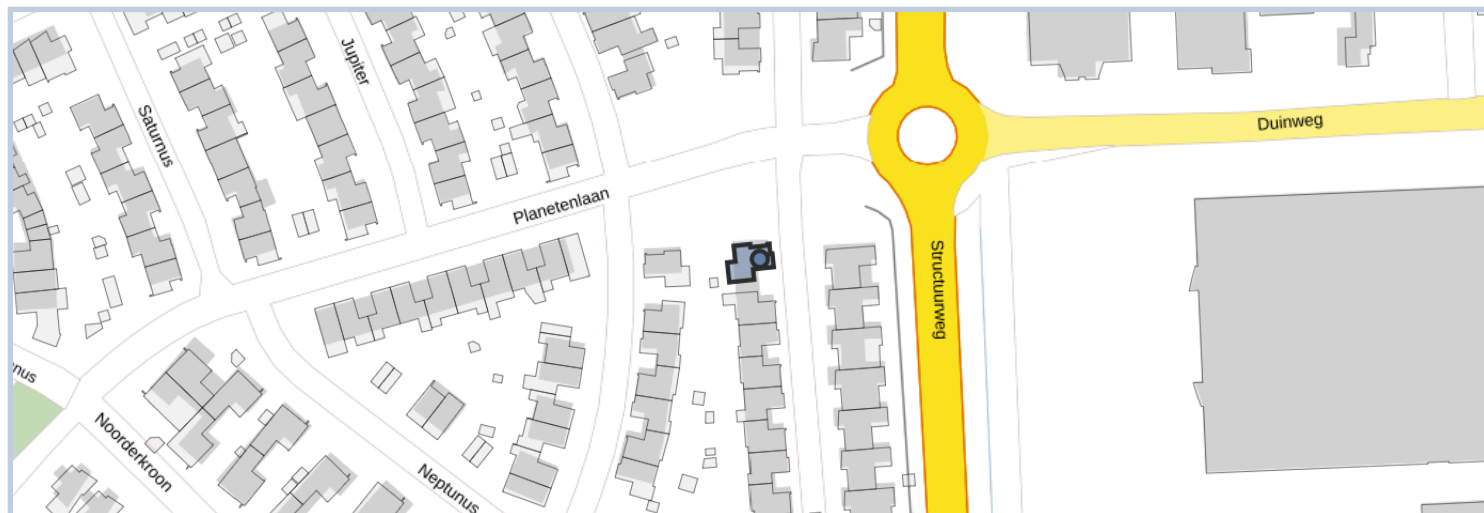 Jupiter
Saturnus
Duinweg
Planetenlaan
Structuurweg
nus
Noorderkroon
Neptunus